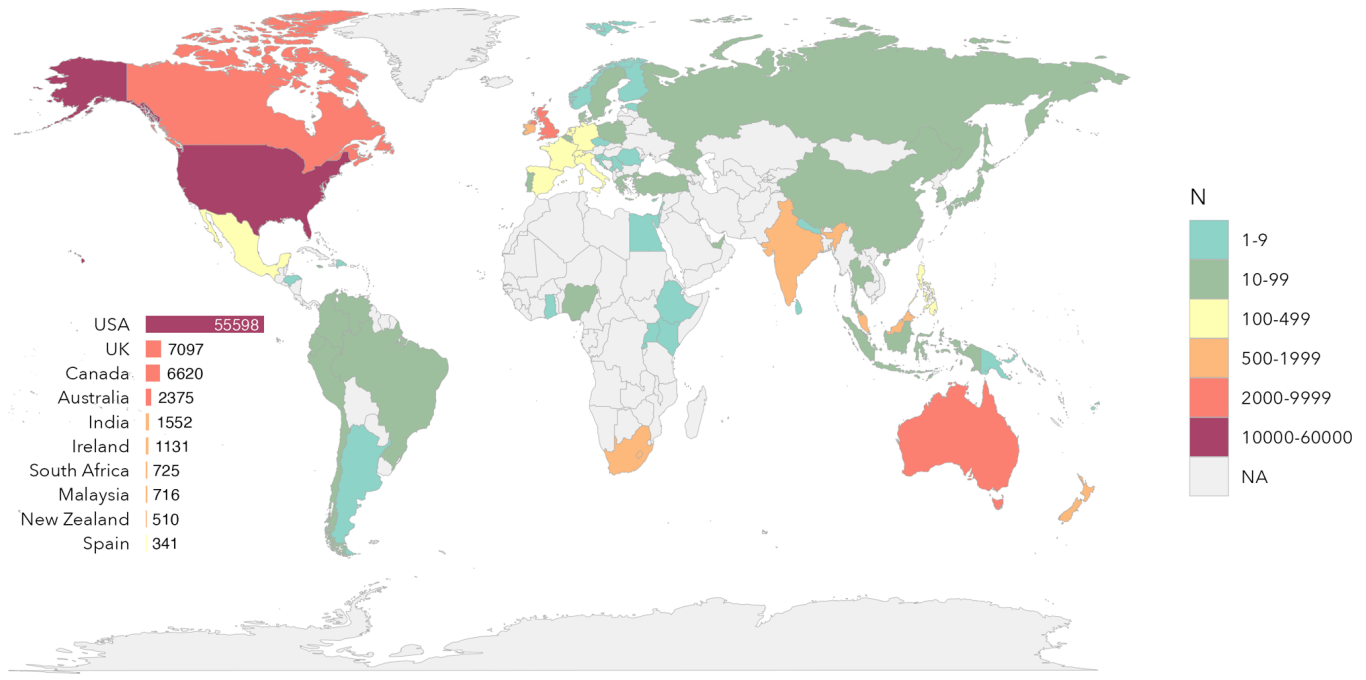 N
1-9
10-99
100-499
500-1999
2000-9999
10000-60000
NA
USA 55598
UK 7097
Canada 6620
Australia 2375
India 1552
Ireland 1131
South Africa 725
Malaysia 716
New Zealand 510
Spain 341